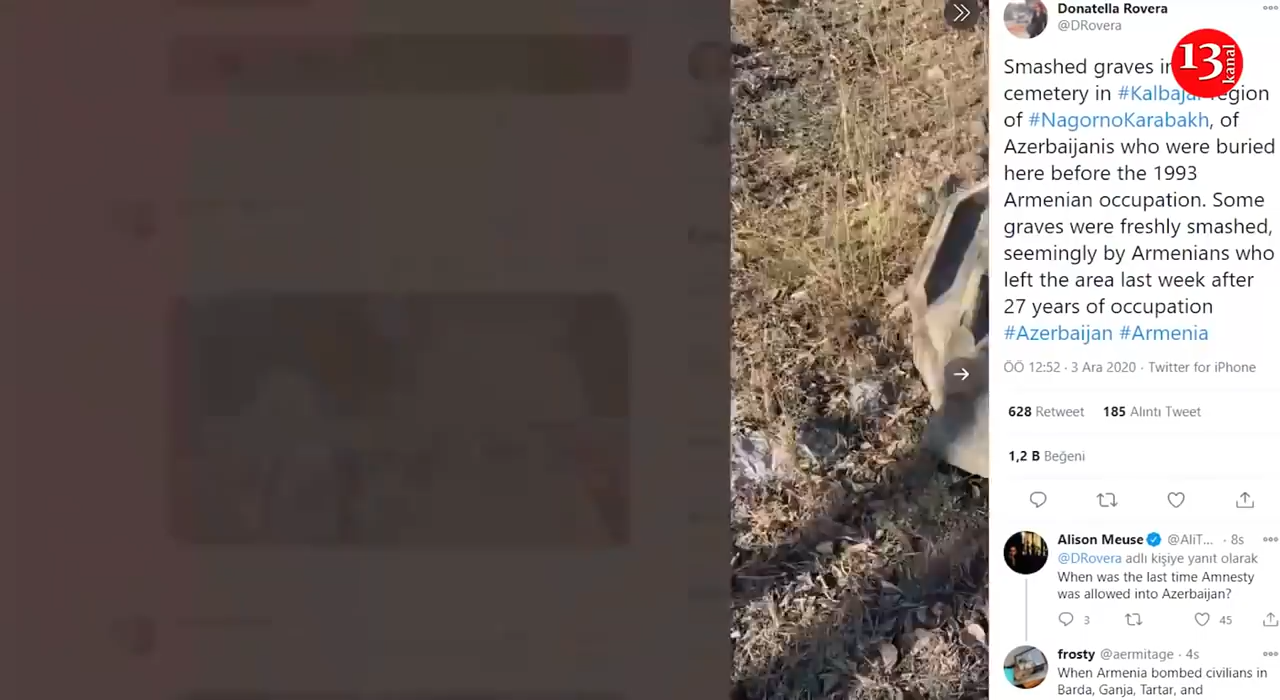 Donatella Rovera
@DRovera
13 kanal
Smashed graves in
cemetery in #Kalbajar region
of #NagornoKarabakh, of
Azerbaijanis who were buried
here before the 1993
Armenian occupation. Some
graves were freshly smashed,
seemingly by Armenians who
left the area last week after
27 years of occupation
#Azerbaijan #Armenia
ÖÖ 12:52 · 3 Ara 2020 · Twitter for iPhone
628 Retweet 185 Alıntı Tweet
1,2 B Beğeni
Alison Meuse @AliT... · 8s
@DRovera adlı kişiye yanıt olarak
When was the last time Amnesty
was allowed into Azerbaijan?
3 45
frosty @aermitage · 4s
When Armenia bombed civilians in
Barda, Ganja, Tartar, and